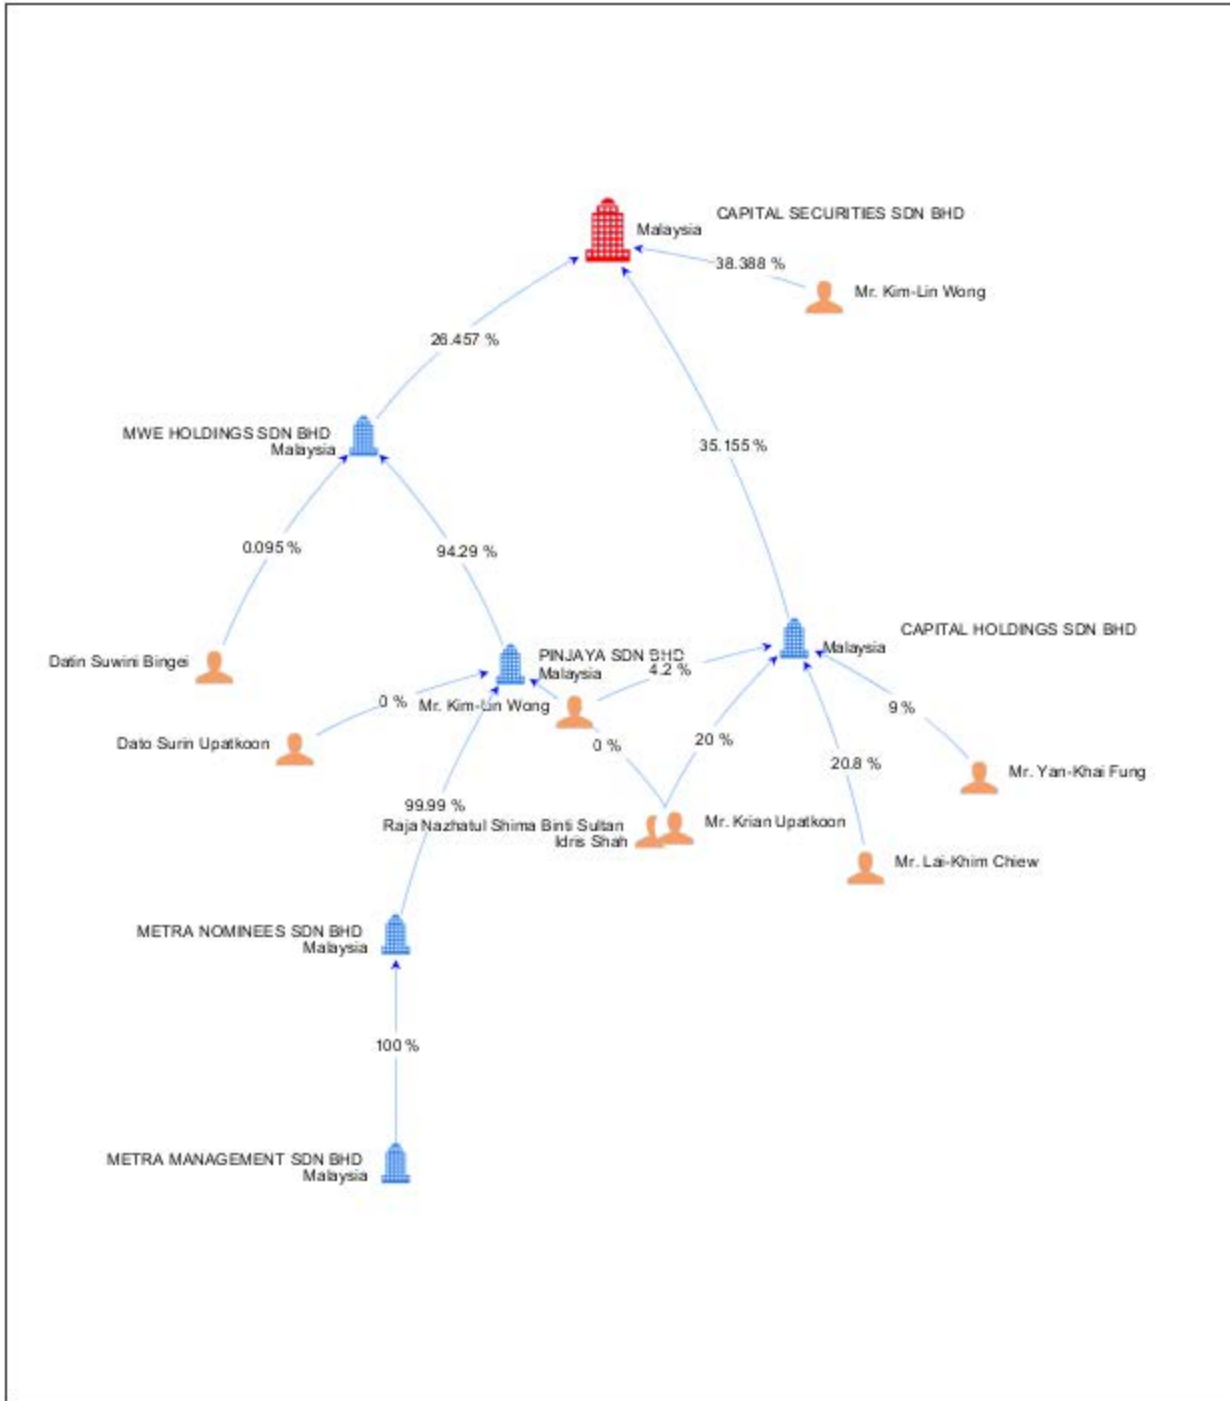 CAPITAL SECURITIES SDN BHD
Malaysia
38.388 %
Mr. Kim-Lin Wong
26.457 %
MWE HOLDINGS SDN BHD
Malaysia
35.155 %
0.095 %
94.29 %
CAPITAL HOLDINGS SDN BHD
Malaysia
Datin Suwini Bingei
PINJAYA SDN BHD
Malaysia
4.2 %
0 %
Mr. Kim-Lin Wong
9 %
Dato Surin Upatkoon
0 %
20 %
20.8 %
Mr. Yan-Khai Fung
99.99 %
Raja Nazhatul Shima Binti Sultan
Idris Shah
Mr. Krian Upatkoon
Mr. Lai-Khim Chiew
METRA NOMINEES SDN BHD
Malaysia
100 %
METRA MANAGEMENT SDN BHD
Malaysia